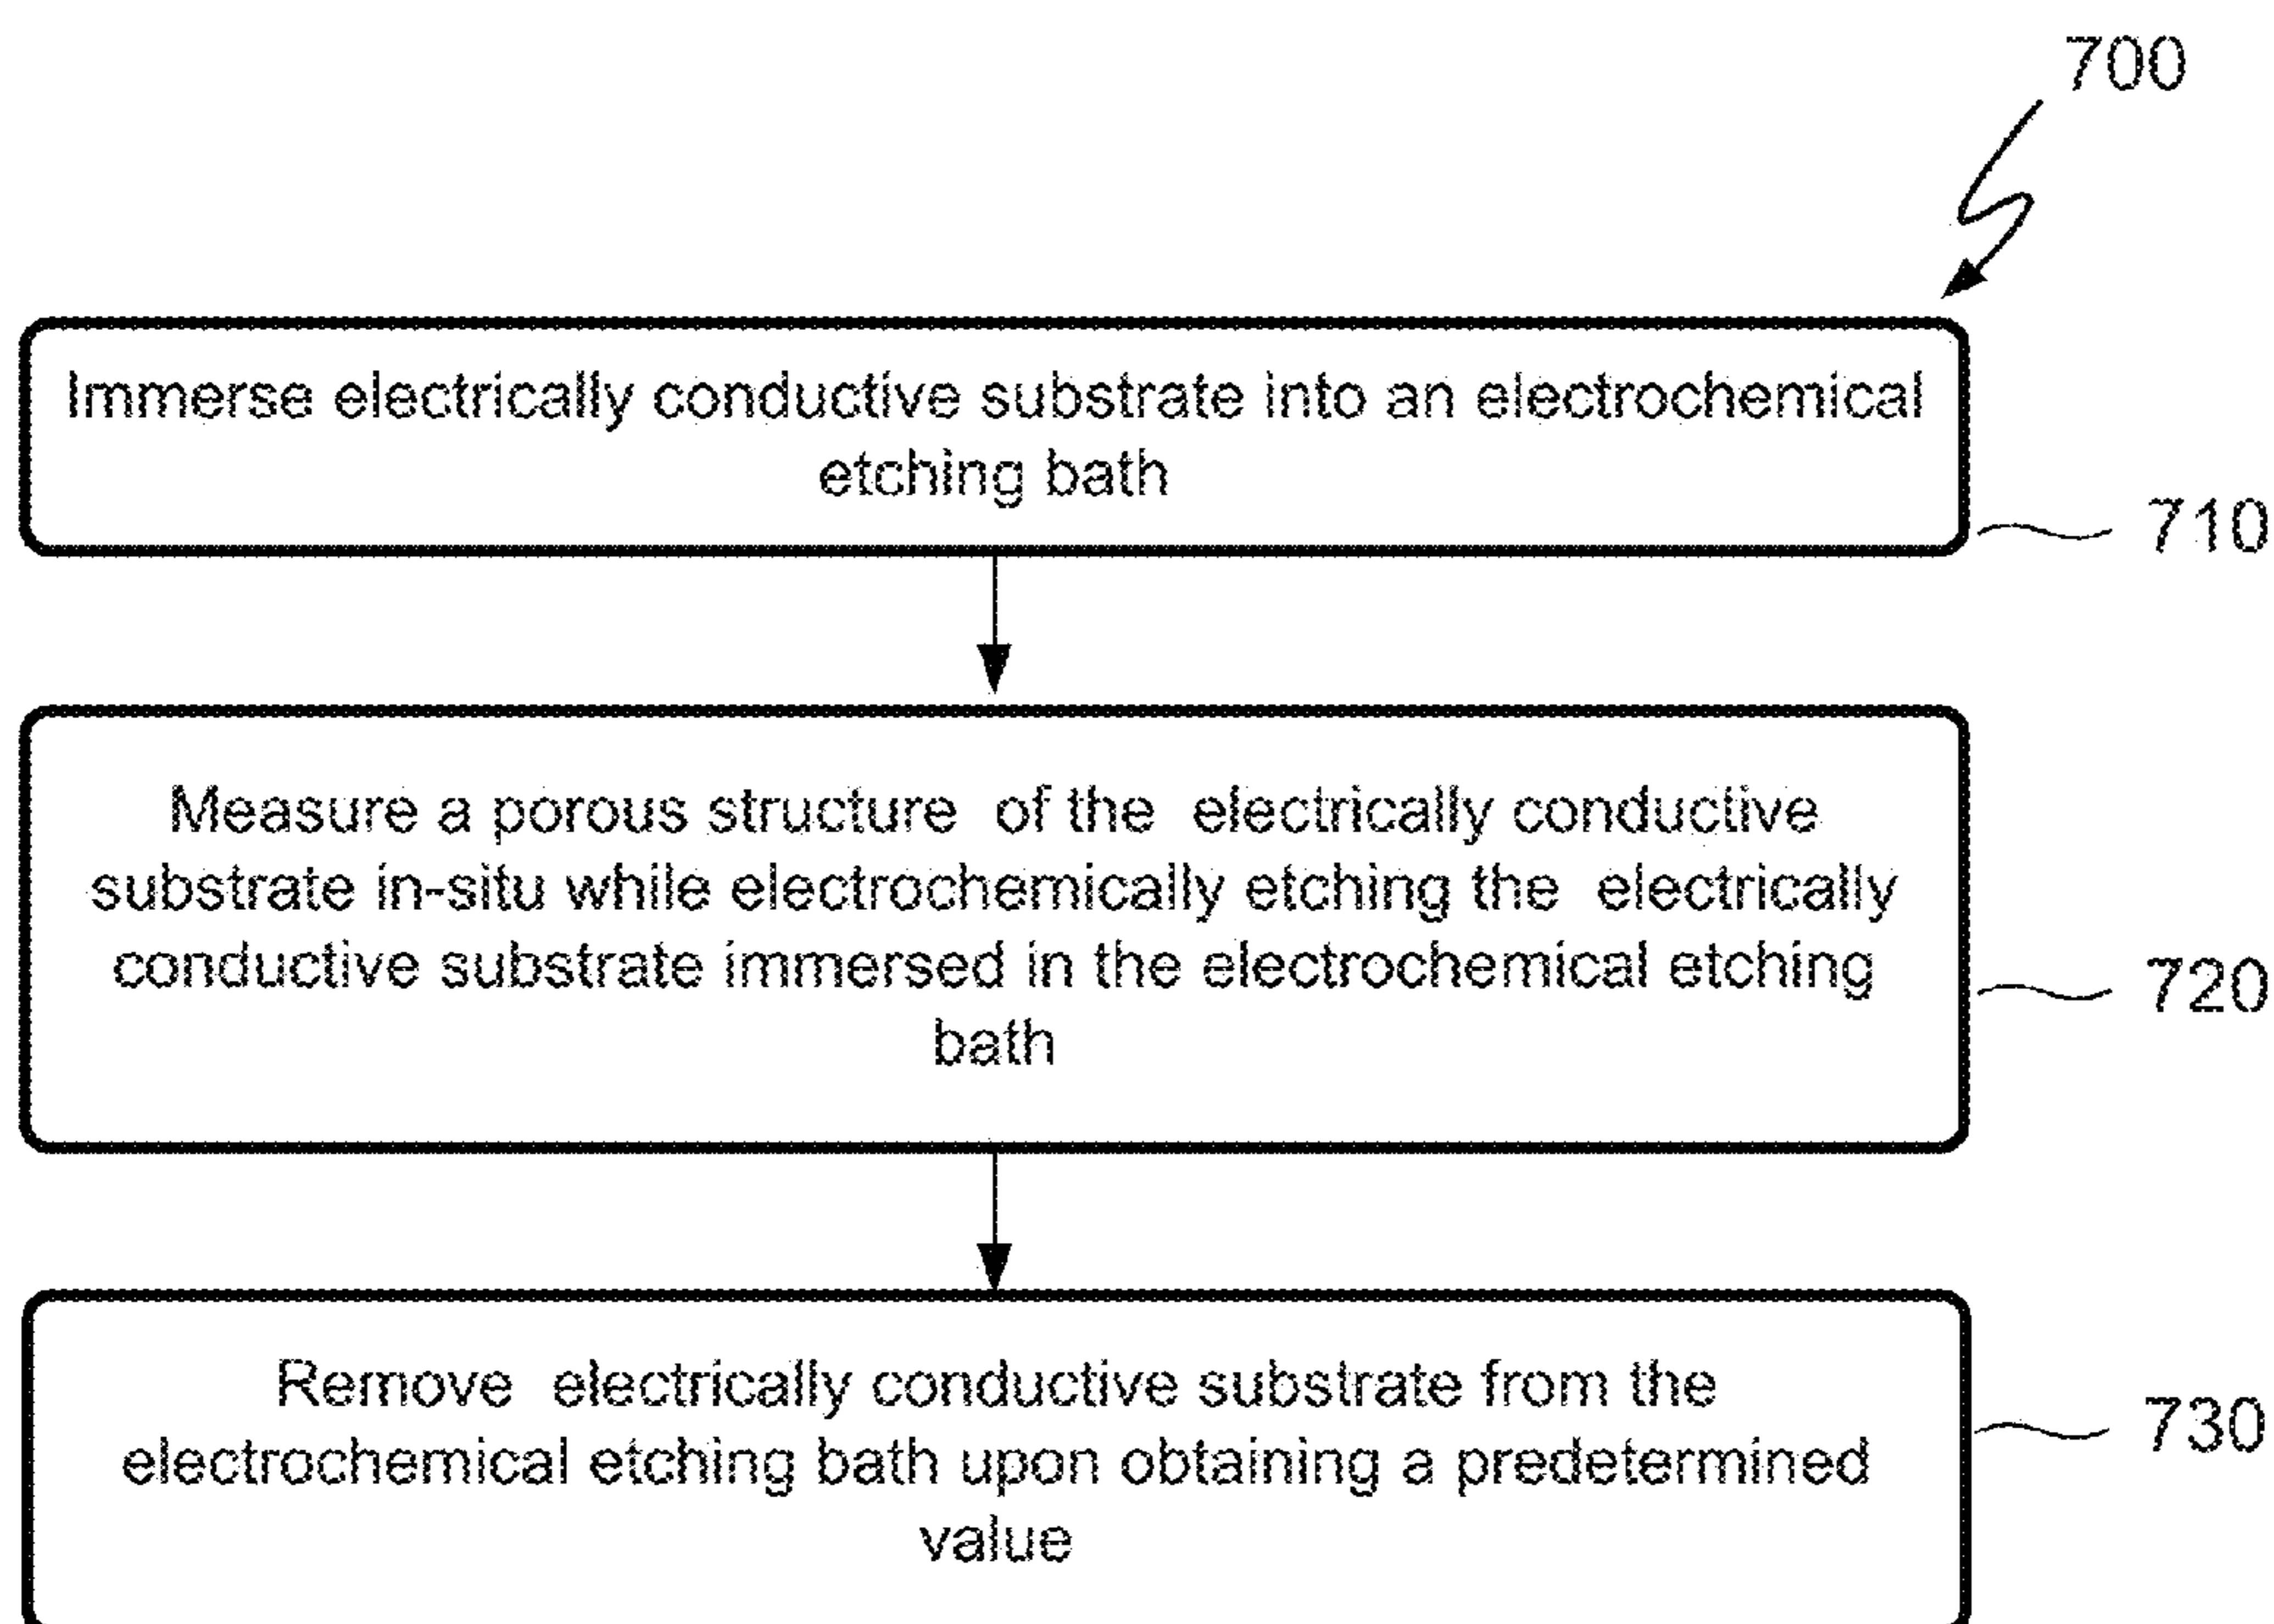 700
Immerse electrically conductive substrate into an electrochemical
etching bath
710
Measure a porous structure of the electrically conductive
substrate in-situ while electrochemically etching the electrically
conductive substrate immersed in the electrochemical etching
bath
720
Remove electrically conductive substrate from the
electrochemical etching bath upon obtaining a predetermined
value
730